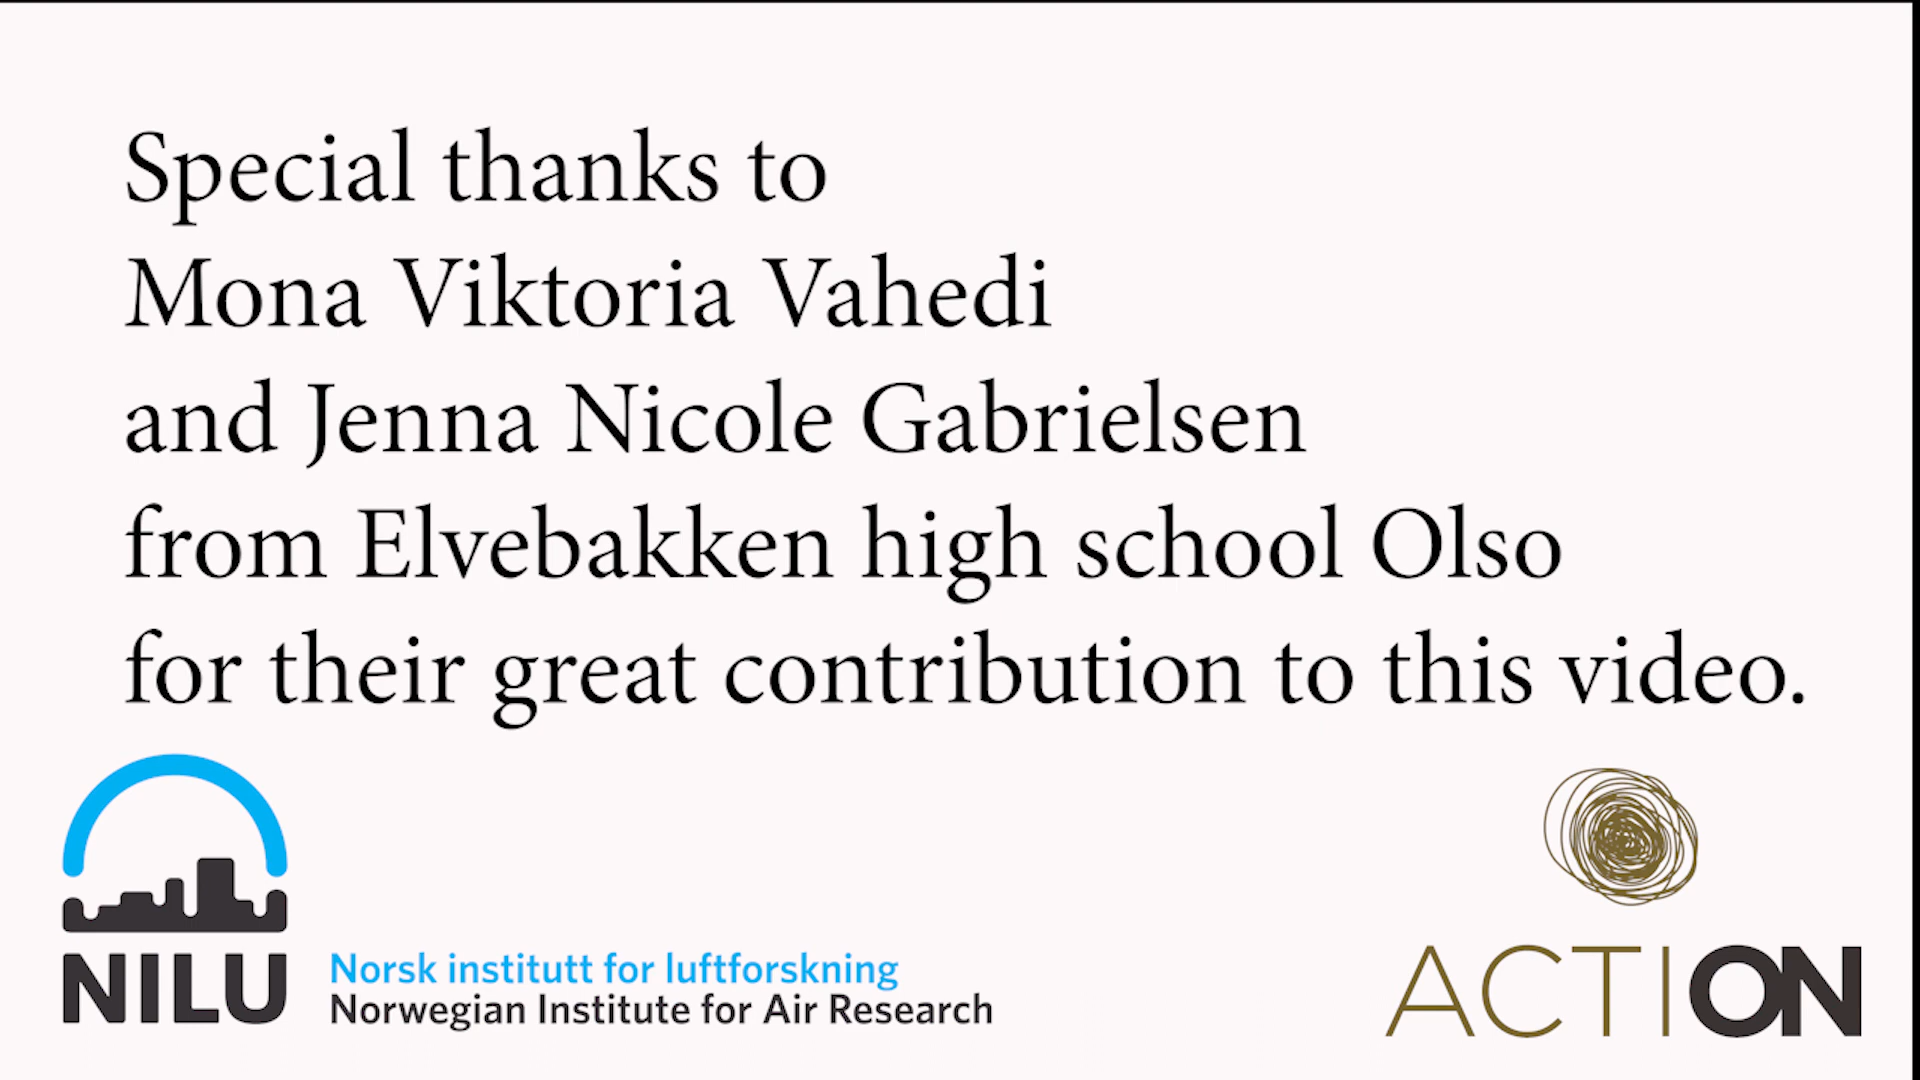 Special thanks to
Mona Viktoria Vahedi
and Jenna Nicole Gabrielsen
from Elvebakken high school Olso
for their great contribution to this video.
NILU
Norsk institutt for luftforskning
Norwegian Institute for Air Research
ACTION